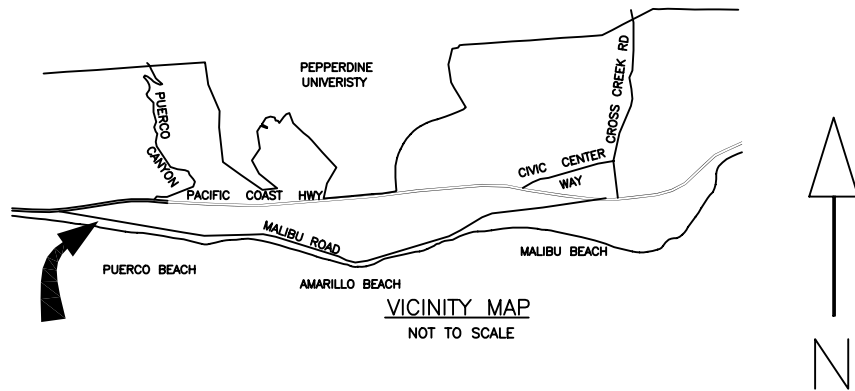 PEPPERDINE
UNIVERISTY
PUERCO
CANYON
CROSS CREEK RD
CIVIC CENTER
WAY
PACIFIC COAST HWY
MALIBU ROAD
PUERCO BEACH
AMARILLO BEACH
MALIBU BEACH
VICINITY MAP
NOT TO SCALE
N